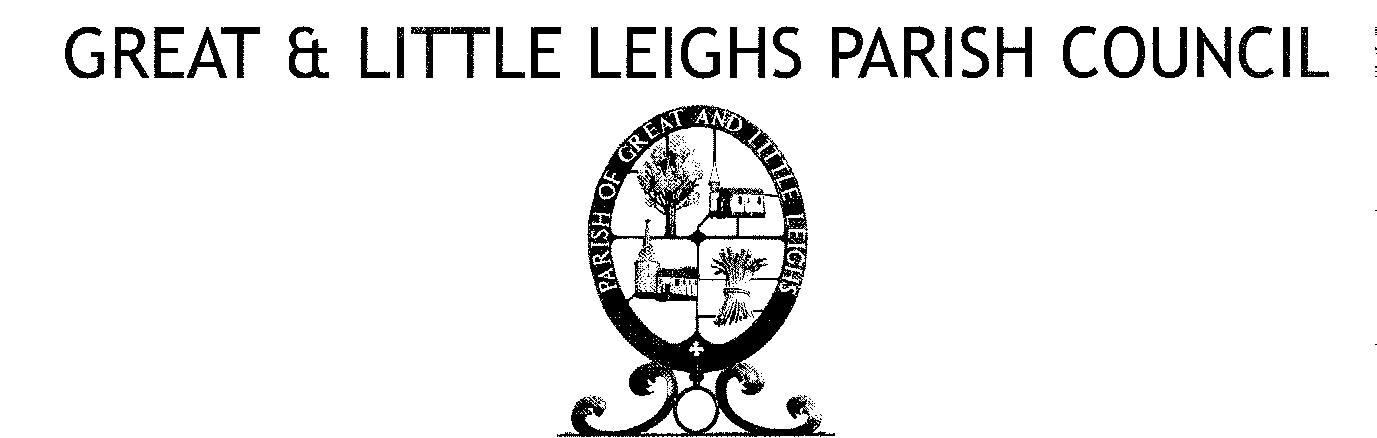 GREAT & LITTLE LEIGHS PARISH COUNCIL
PARISH OF GREAT AND LITTLE LEIGHS